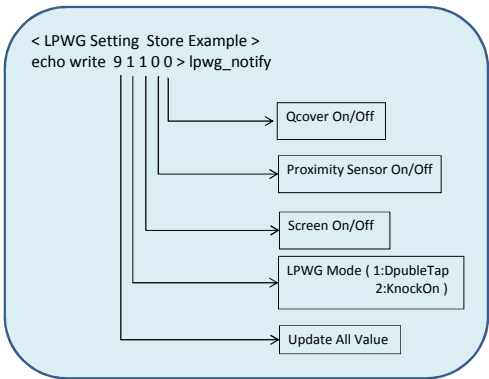 < LPWG Setting Store Example >
echo write 9 1 1 0 0 > lpwg_notify
Qcover On/Off
Proximity Sensor On/Off
Screen On/Off
LPWG Mode ( 1:DpubleTap
2:KnockOn )
Update All Value